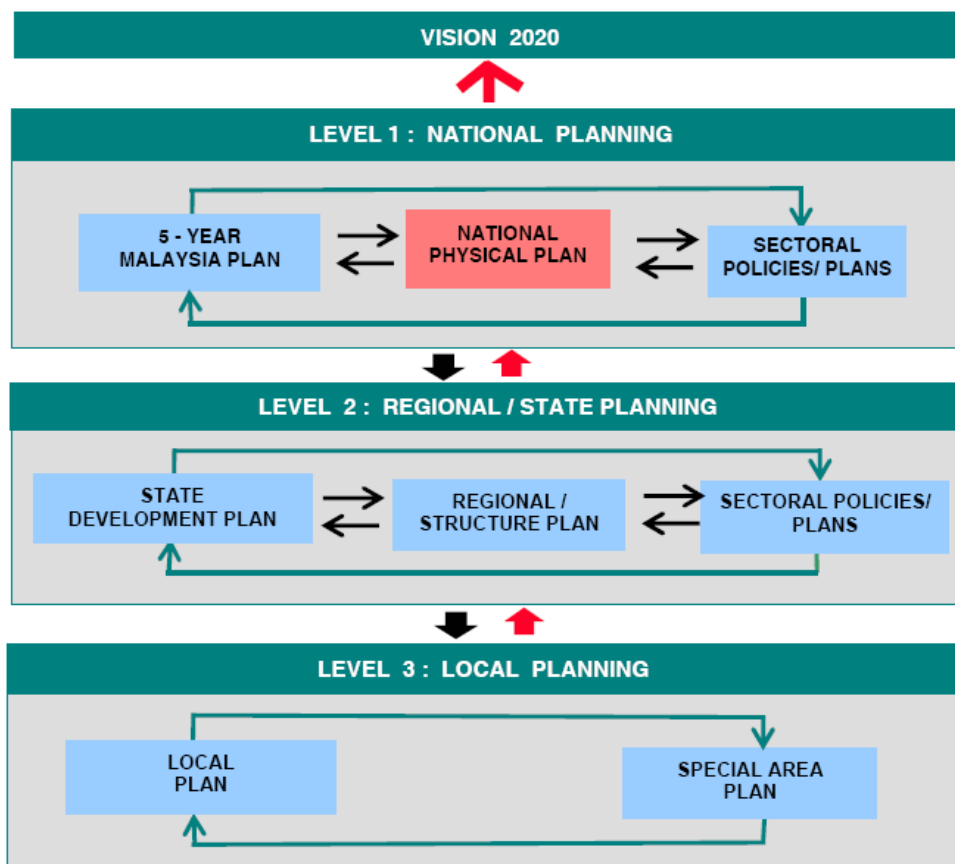 VISION 2020
LEVEL 1 : NATIONAL PLANNING
5 - YEAR
MALAYSIA PLAN
NATIONAL
PHYSICAL PLAN
SECTORAL
POLICIES/ PLANS
LEVEL 2 : REGIONAL / STATE PLANNING
STATE
DEVELOPMENT PLAN
REGIONAL /
STRUCTURE PLAN
SECTORAL POLICIES/
PLANS
LEVEL 3 : LOCAL PLANNING
LOCAL
PLAN
SPECIAL AREA
PLAN